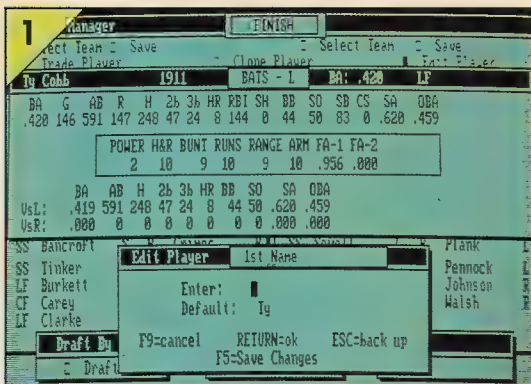 1
Manager FINISH
Select Team Save Select Team Save
Trade Player Clone Player Edit Player
Ty Cobb 1911 BATS - L BA: .420 LF
BA G AB R H 2b 3b HR RBI SH BB SO SB CS SA OBA
.420 146 591 147 248 47 24 8 144 0 44 50 83 0 .620 .459
POWER H&R BUNT RUNS RANGE ARM FA-1 FA-2
2 10 9 10 9 10 .956 .000
BA AB H 2b 3b HR BB SO SA OBA
VsL: .419 591 248 47 24 8 44 50 .620 .459
VsR: .000 0 0 0 0 0 0 0 .000 .000
SS Bancroft Plank
SS Tinker Edit Player 1st Name Pennock
LF Burkett Enter: Johnson
CF Carey Default: Ty Walsh
LF Clarke
F9=cancel RETURN=ok ESC=back up
Draft By F5=Save Changes
Draft